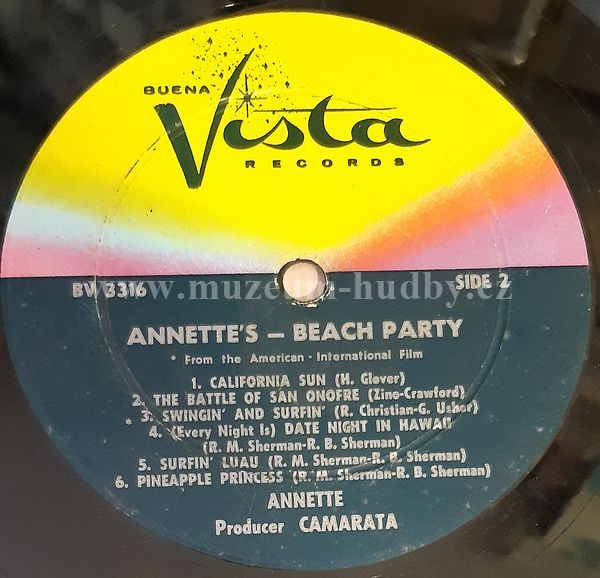 BUENA
Vista
RECORDS
BV 3316 SIDE 2
www.muzeum-hudby.cz
ANNETTE'S — BEACH PARTY
* From the American - International Film
1. CALIFORNIA SUN (H. Glover)
2. THE BATTLE OF SAN ONOFRE (Zino-Crawford)
* 3. SWINGIN' AND SURFIN' (R. Christian-G. Usher)
4. (Every Night Is) DATE NIGHT IN HAWAII
(R. M. Sherman-R. B. Sherman)
5. SURFIN' LUAU (R. M. Sherman-R. B. Sherman)
6. PINEAPPLE PRINCESS (R. M. Sherman-R. B. Sherman)
ANNETTE
Producer CAMARATA